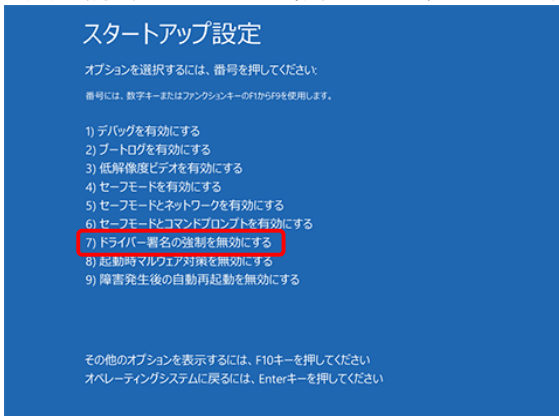 スタートアップ設定
オプションを選択するには、番号を押してください:
番号には、数字キーまたはファンクションキーのF1からF9を使用します。
1) デバッグを有効にする
2) ブートログを有効にする
3) 低解像度ビデオを有効にする
4) セーフモードを有効にする
5) セーフモードとネットワークを有効にする
6) セーフモードとコマンドプロンプトを有効にする
7) ドライバー署名の強制を無効にする
8) 起動時マルウェア対策を無効にする
9) 障害発生後の自動再起動を無効にする
その他のオプションを表示するには、F10キーを押してください
オペレーティングシステムに戻るには、Enterキーを押してください